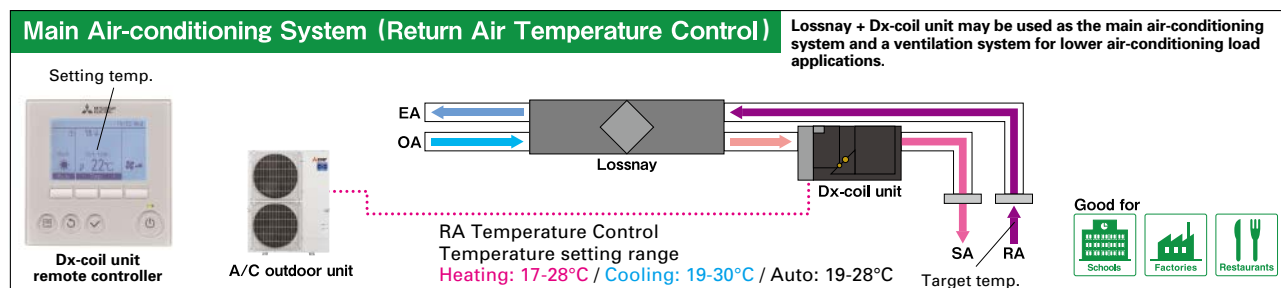 Main Air-conditioning System (Return Air Temperature Control)
Lossnay + Dx-coil unit may be used as the main air-conditioning
system and a ventilation system for lower air-conditioning load
applications.
Setting temp.
MITSUBISHI
ELECTRIC
22°C
Dx-coil unit
remote controller
A/C outdoor unit
EA
OA
Lossnay
Dx-coil unit
RA Temperature Control
Temperature setting range
Heating: 17-28°C / Cooling: 19-30°C / Auto: 19-28°C
SA
RA
Target temp.
Good for
Schools
Factories
Restaurants